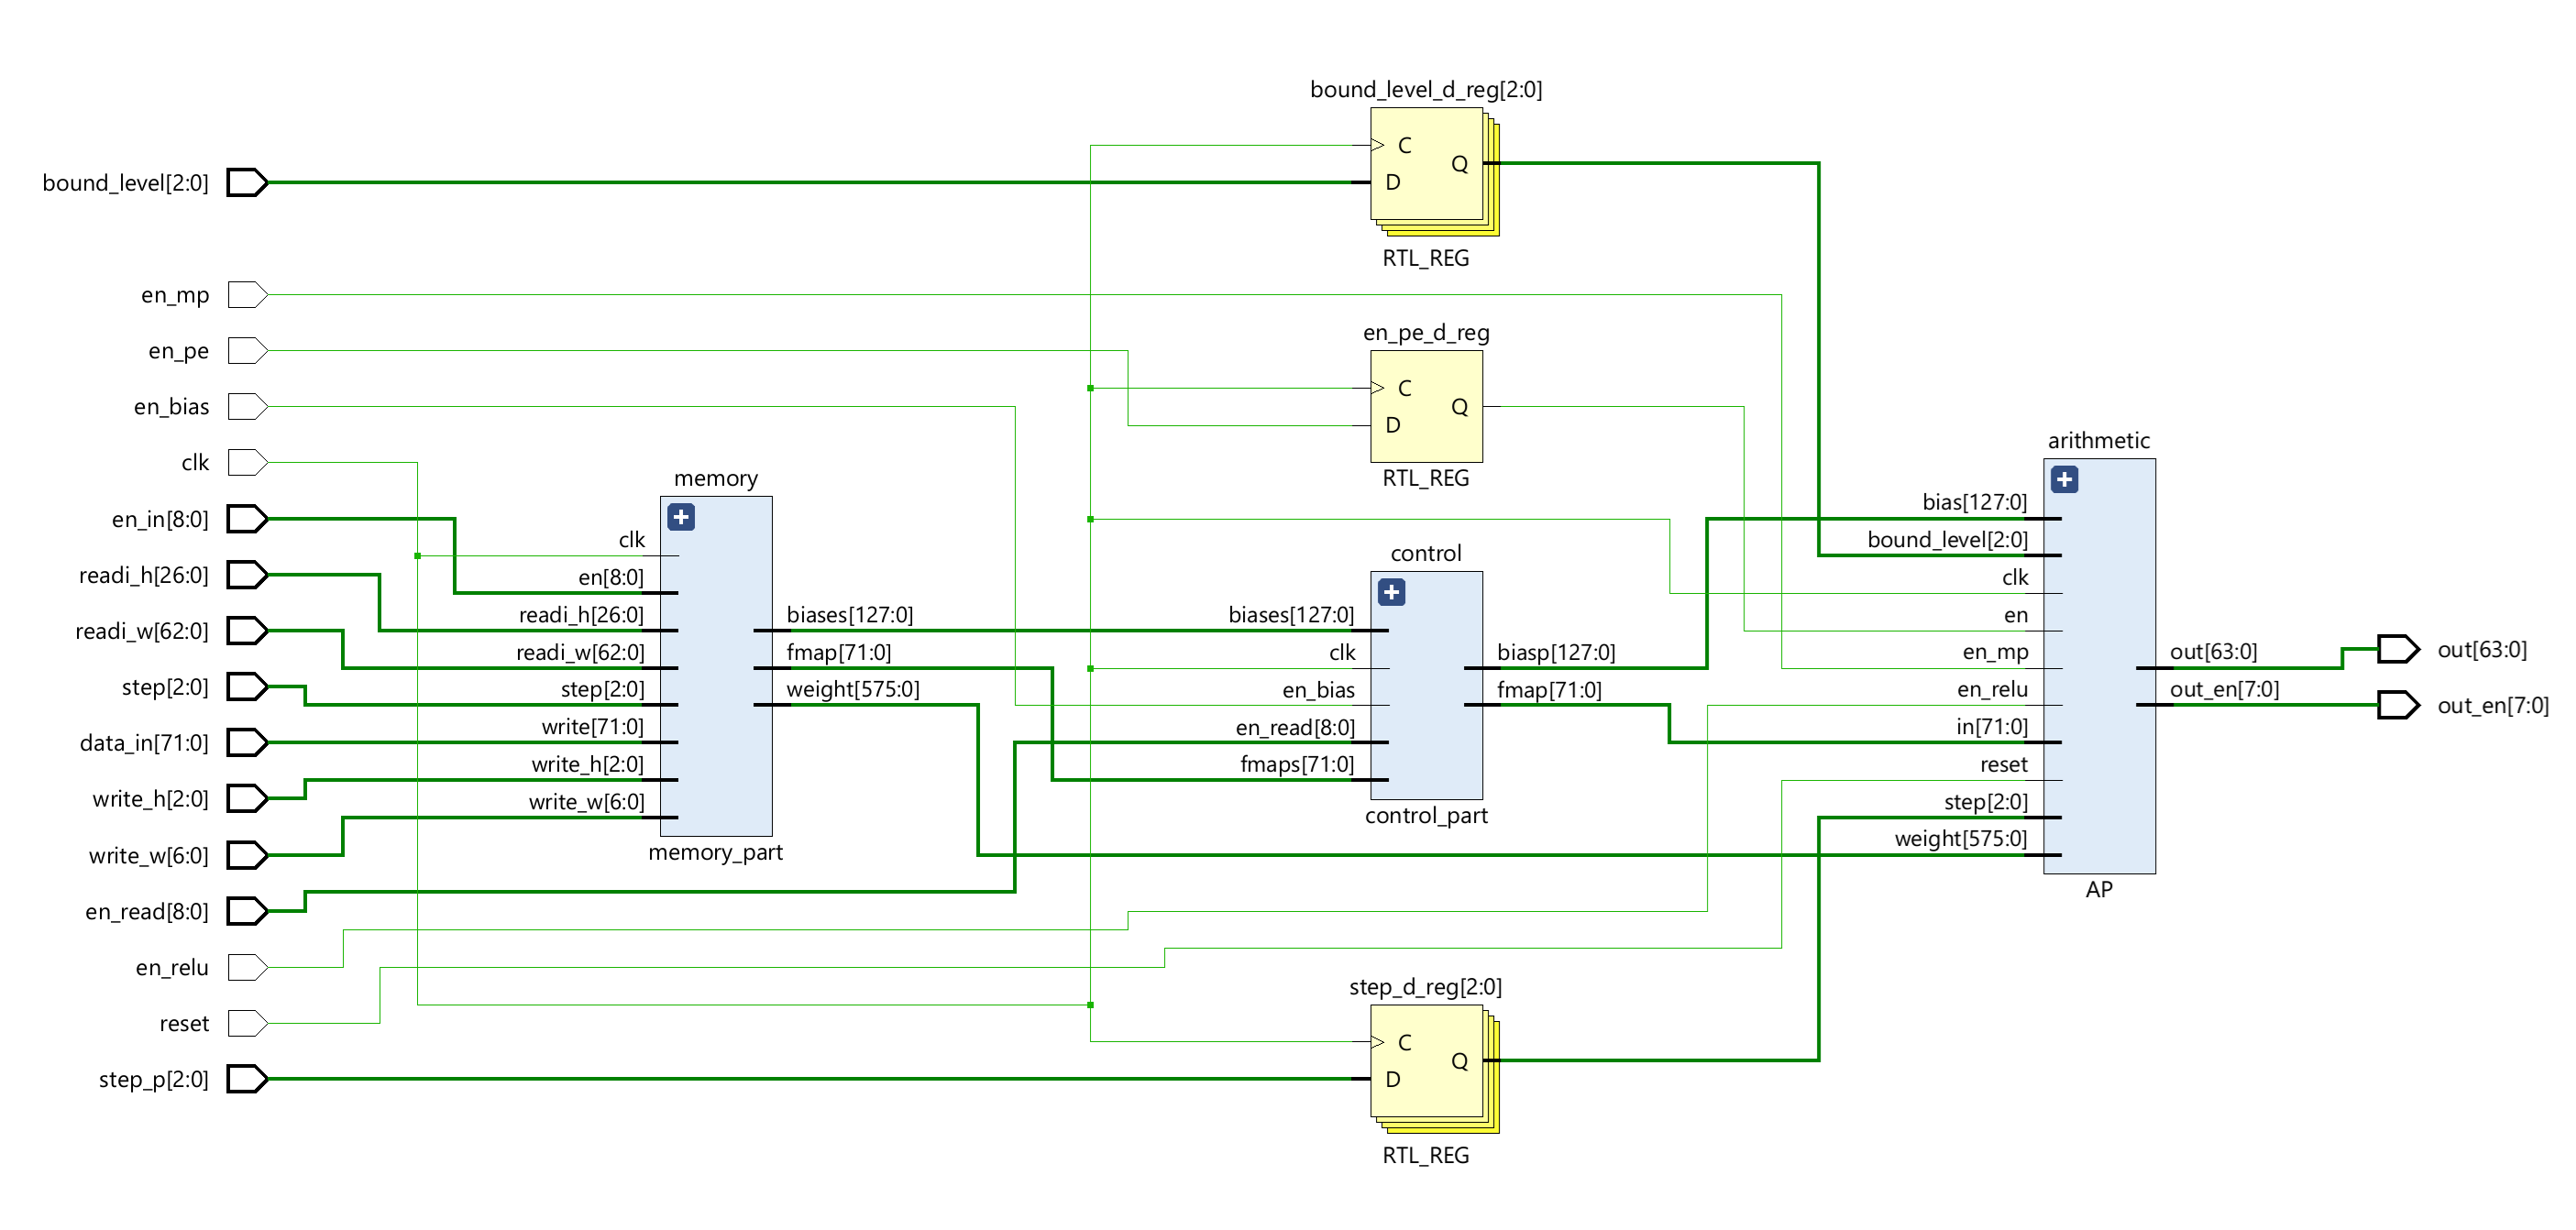 bound_level[2:0]
en_mp
en_pe
en_bias
clk
en_in[8:0]
readi_h[26:0]
readi_w[62:0]
step[2:0]
data_in[71:0]
write_h[2:0]
write_w[6:0]
en_read[8:0]
en_relu
reset
step_p[2:0]
memory
clk
en[8:0]
readi_h[26:0]
readi_w[62:0]
step[2:0]
write[71:0]
write_h[2:0]
write_w[6:0]
biases[127:0]
fmap[71:0]
weight[575:0]
memory_part
bound_level_d_reg[2:0]
C
D
Q
RTL_REG
en_pe_d_reg
C
D
Q
RTL_REG
control
biases[127:0]
clk
en_bias
en_read[8:0]
fmaps[71:0]
biasp[127:0]
fmap[71:0]
control_part
step_d_reg[2:0]
C
D
Q
RTL_REG
arithmetic
bias[127:0]
bound_level[2:0]
clk
en
en_mp
en_relu
in[71:0]
reset
step[2:0]
weight[575:0]
out[63:0]
out_en[7:0]
AP
out[63:0]
out_en[7:0]